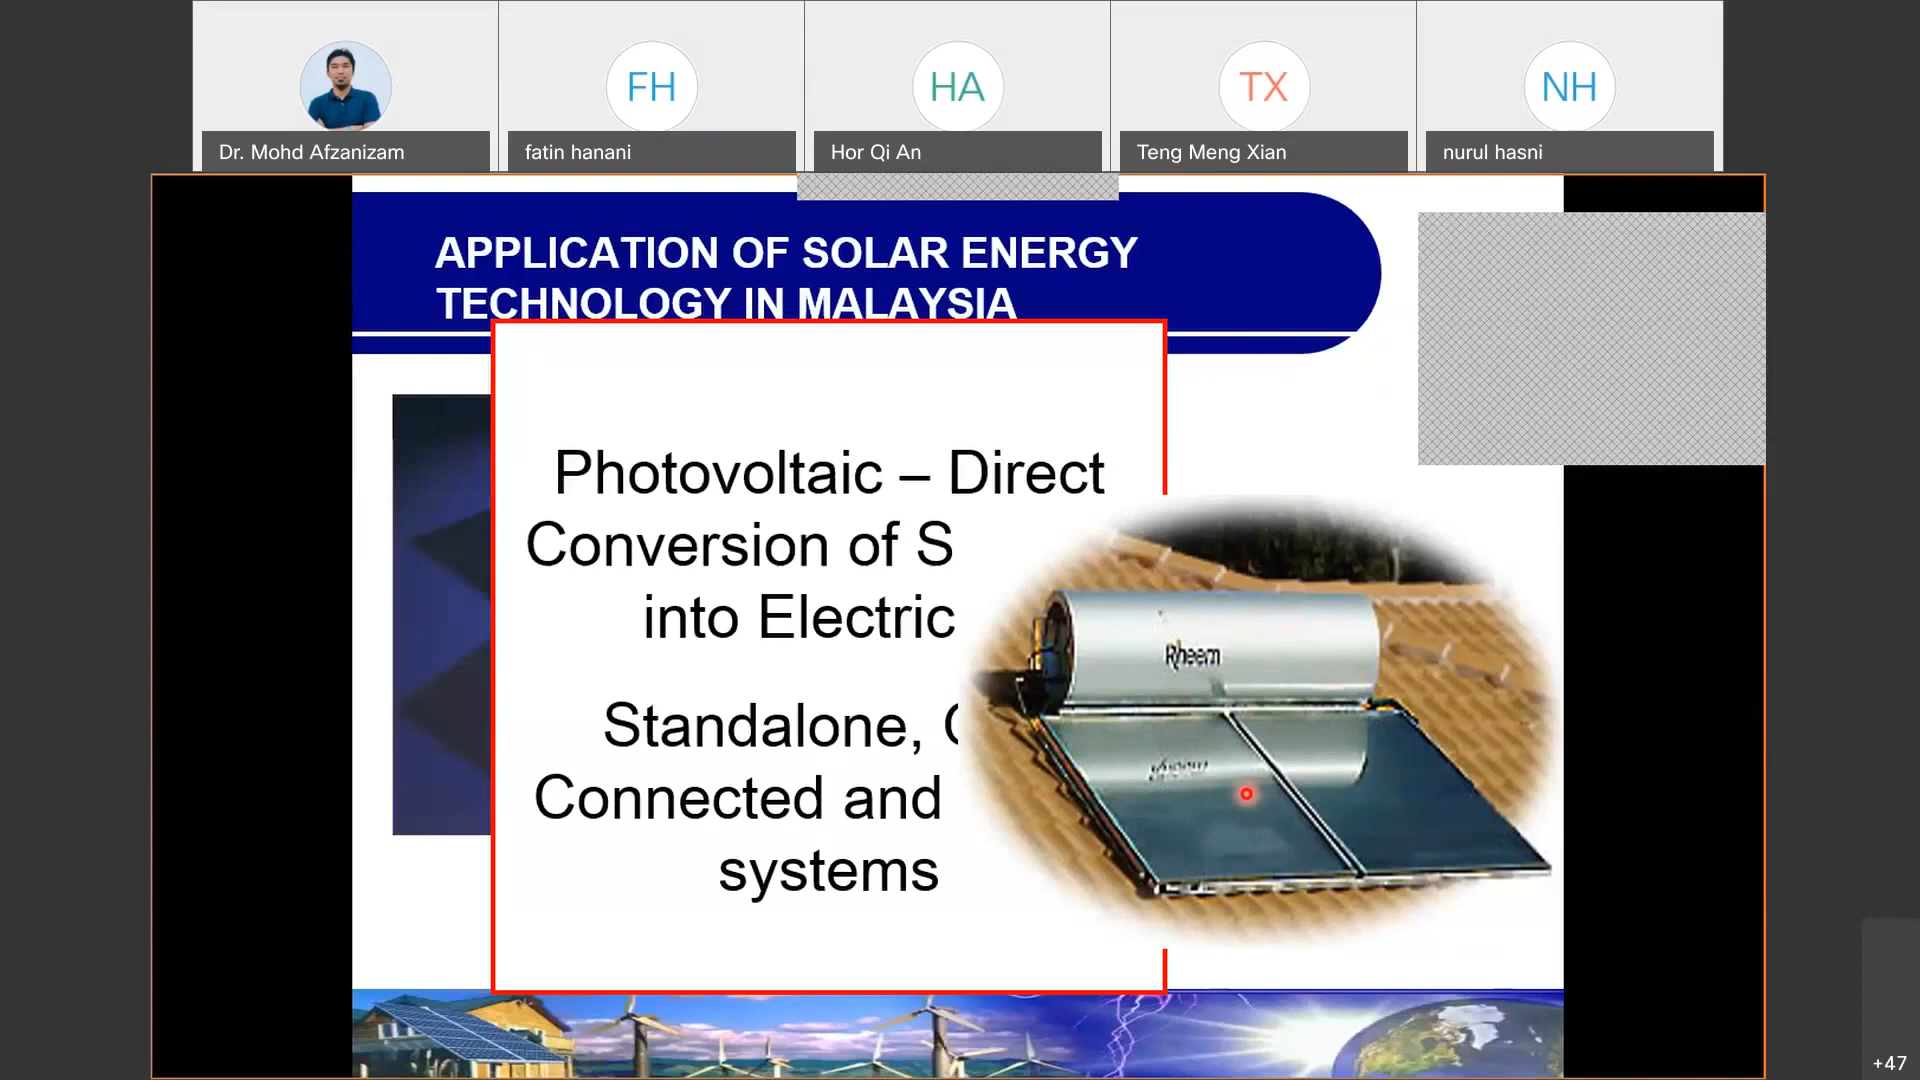 FH
HA
TX
NH
Dr. Mohd Afzanizam
fatin hanani
Hor Qi An
Teng Meng Xian
nurul hasni
APPLICATION OF SOLAR ENERGY
TECHNOLOGY IN MALAYSIA
Photovoltaic – Direct
Conversion of S
into Electric
Standalone,
Connected and
systems
Rheem
+47